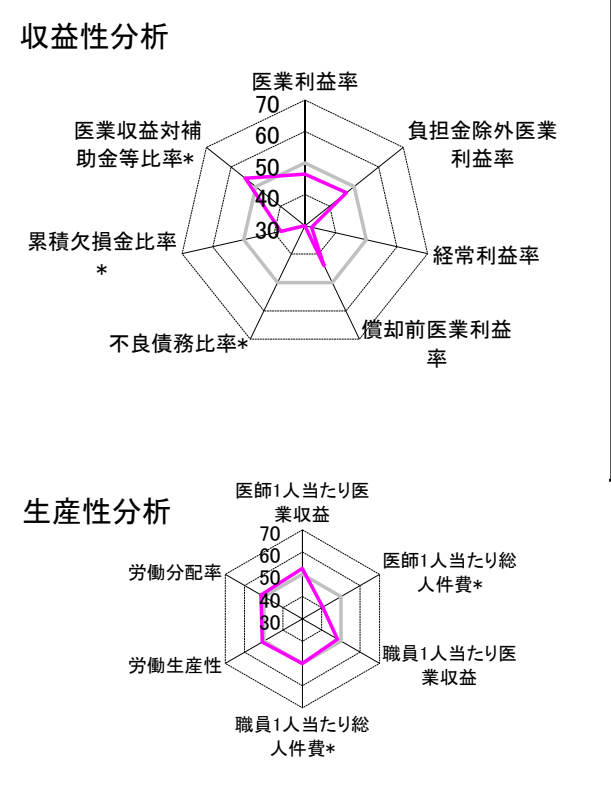 収益性分析
医業利益率
70
60
50
40
30
負担金除外医業
利益率
経常利益率
償却前医業利益
率
不良債務比率*
累積欠損金比率
*
医業収益対補
助金等比率*
生産性分析
医師1人当たり医
業収益
70
60
50
40
30
医師1人当たり総
人件費*
職員1人当たり医
業収益
職員1人当たり総
人件費*
労働生産性
労働分配率